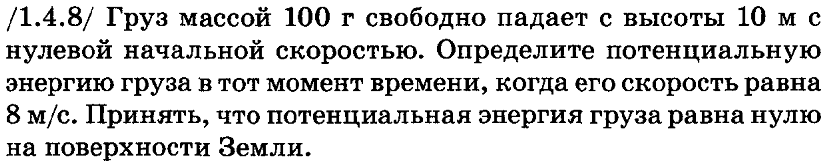 /1.4.8/ Груз массой 100 г свободно падает с высоты 10 м с
нулевой начальной скоростью. Определите потенциальную
энергию груза в тот момент времени, когда его скорость равна
8 м/с. Принять, что потенциальная энергия груза равна нулю
на поверхности Земли.